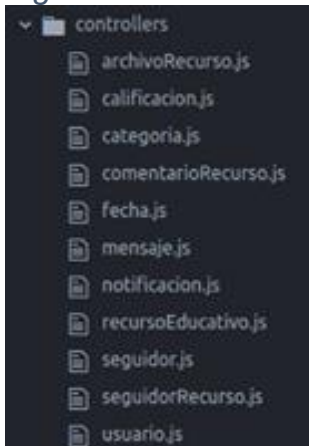 controllers
archivoRecurso.js
calificacion.js
categoria.js
comentarioRecurso.js
fecha.js
mensaje.js
notificacion.js
recursoEducativo.js
seguidor.js
seguidorRecurso.js
usuario.js